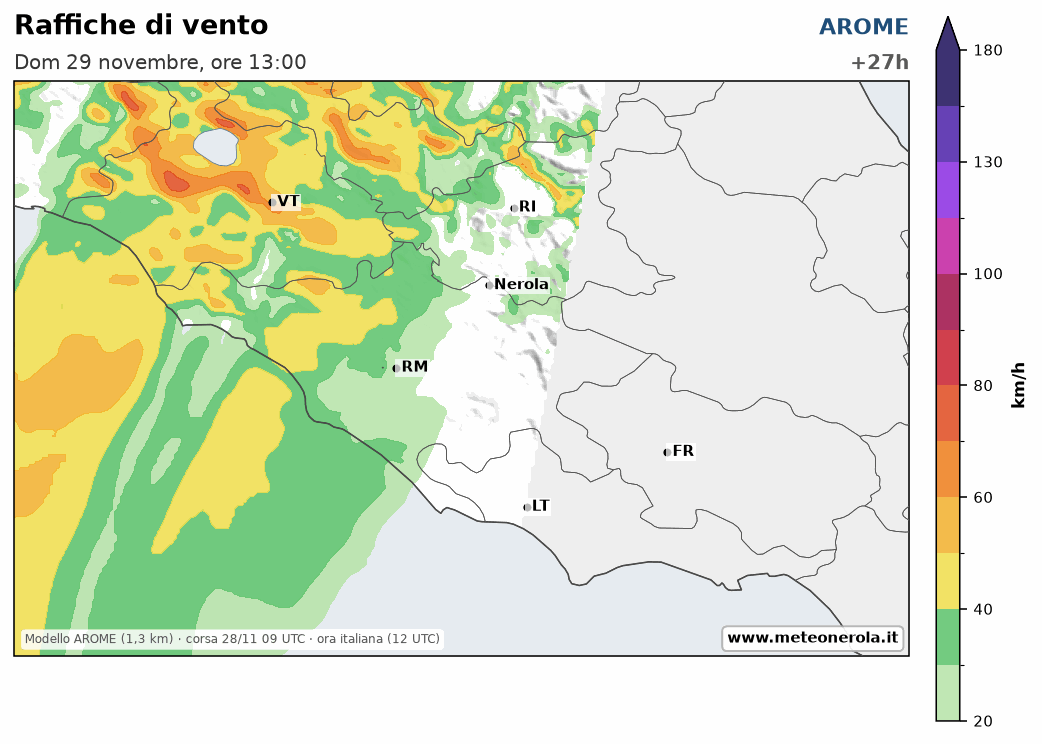 Raffiche di vento
AROME
Dom 29 novembre, ore 13:00
+27h
VT
RI
Nerola
RM
FR
LT
Modello AROME (1,3 km) · corsa 28/11 09 UTC · ora italiana (12 UTC)
www.meteonerola.it
180
130
100
80
60
40
20
km/h